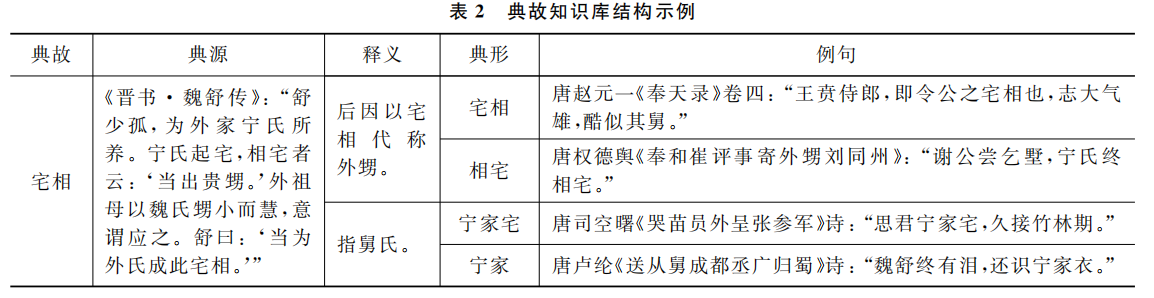 表 2 典故知识库结构示例
典故 典源 释义 典形 例句
宅相
《晋书·魏舒传》：“舒
少孤，为外家宁氏所
养。宁氏起宅，相宅者
云：‘当出贵甥。’外祖
母以魏氏甥小而慧，意
谓应之。舒曰：‘当为
外氏成此宅相。’”
后因以宅
相代称
外甥。
宅相
唐赵元一《奉天录》卷四：“王贲侍郎，即令公之宅相也，志大气
雄，酷似其舅。”
相宅
唐权德舆《奉和崔评事寄外甥刘同州》：“谢公尝乞墅，宁氏终
相宅。”
指舅氏。
宁家宅
唐司空曙《哭苗员外呈张参军》诗：“思君宁家宅，久接竹林期。”
宁家
唐卢纶《送从舅成都丞广归蜀》诗：“魏舒终有泪，还识宁家衣。”